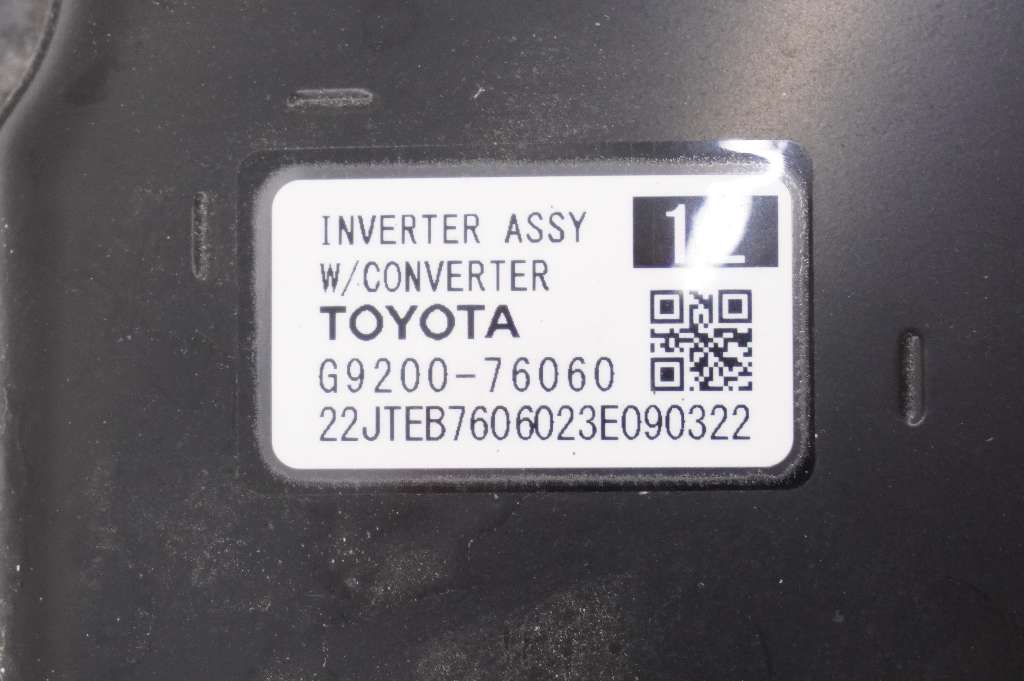 INVERTER ASSY
W/CONVERTER
TOYOTA
G9200-76060
22JTEB7606023E090322